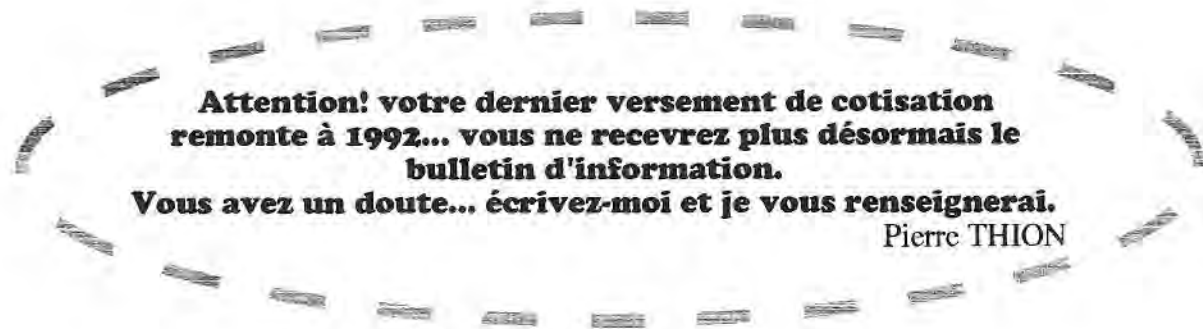 Attention! votre dernier versement de cotisation
remonte à 1992... vous ne recevrez plus désormais le
bulletin d'information.
Vous avez un doute... écrivez-moi et je vous renseignerai.
Pierre THION